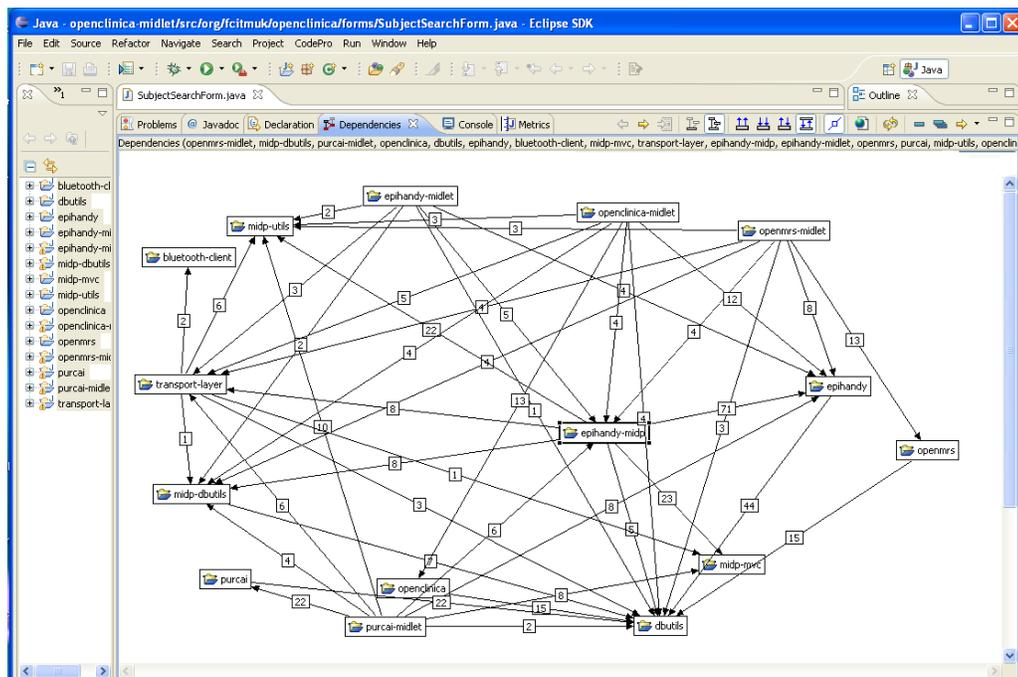 Java - openclinica-midlet/src/org/fcitmuk/openclinica/forms/SubjectSearchForm.java - Eclipse SDK
File Edit Source Refactor Navigate Search Project CodePro Run Window Help
Java
1
SubjectSearchForm.java
Outline
Problems Javadoc Declaration Dependencies Console Metrics
Dependencies (openmrs-midlet, midp-dbutils, purcai-midlet, openclinica, dbutils, epihandy, bluetooth-client, midp-mvc, transport-layer, epihandy-midp, epihandy-midlet, openmrs, purcai, midp-utils, openclin
bluetooth-cl
dbutils
epihandy
epihandy-mi
epihandy-mi
midp-dbutils
midp-mvc
midp-utils
openclinica
openclinica-
openmrs
openmrs-mi
purcai
purcai-midle
transport-la
epihandy-midlet
2
3
openclinica-midlet
midp-utils
3
openmrs-midlet
bluetooth-client
3
5
4
12
6
4
5
8
2
4
22
4
13
2
4
4
transport-layer
epihandy
8
13
1
71
10
4
3
epihandy-midp
1
openmrs
8
1
midp-dbutils
23
6
3
8
44
6
5
15
4
7
midp-mvc
purcai
openclinica
8
22
22
15
purcai-midlet
2
dbutils